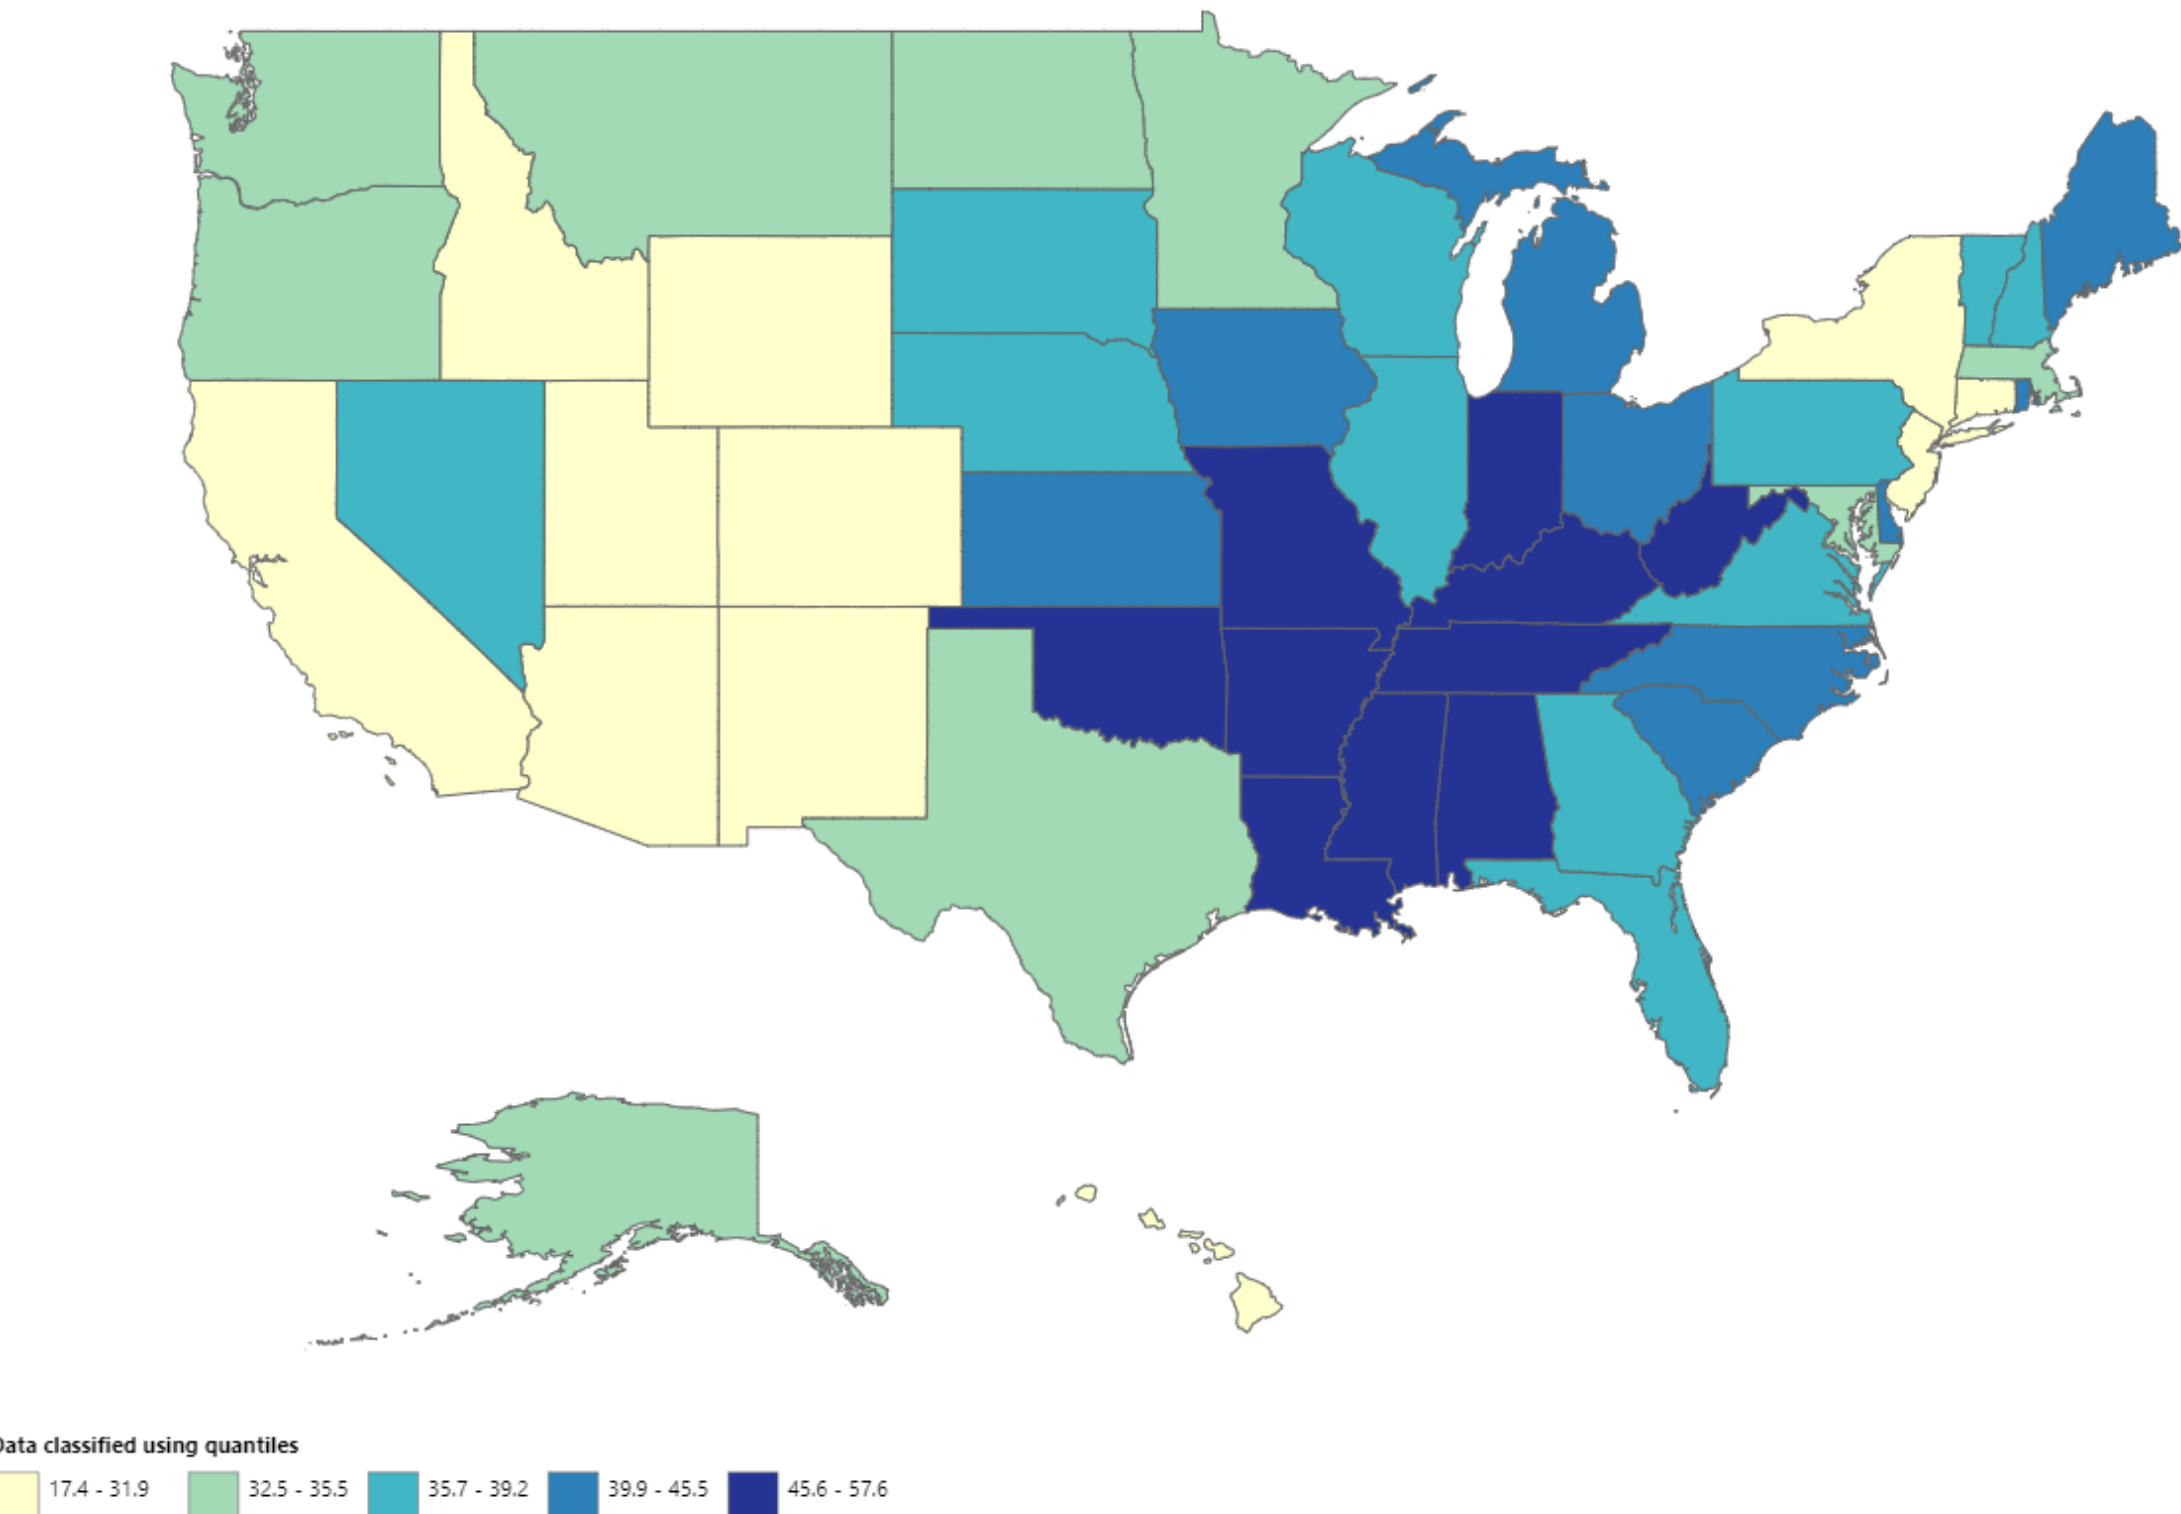 Data classified using quantiles
17.4 - 31.9 32.5 - 35.5 35.7 - 39.2 39.9 - 45.5 45.6 - 57.6